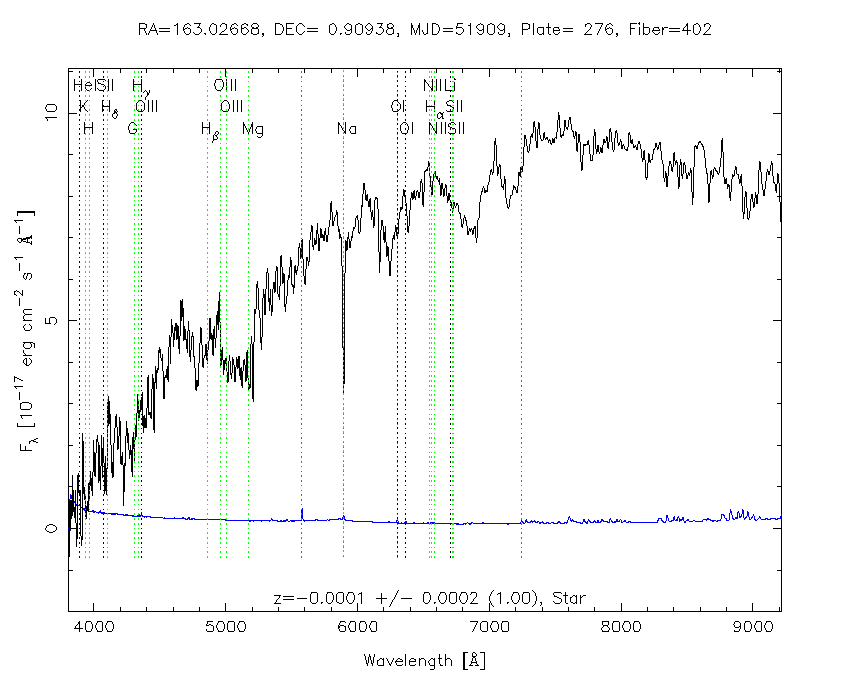 RA=163.02668, DEC= 0.90938, MJD=51909, Plate= 276, Fiber=402
HeI SII Hγ OIII NII Li
K Hδ OIII OIII OI Hα SII
H G Hβ Mg Na OI NII SII
10
5
0
Fλ [10⁻¹⁷ erg cm⁻² s⁻¹ Å⁻¹]
z=−0.0001 +/− 0.0002 (1.00), Star
4000 5000 6000 7000 8000 9000
Wavelength [Å]